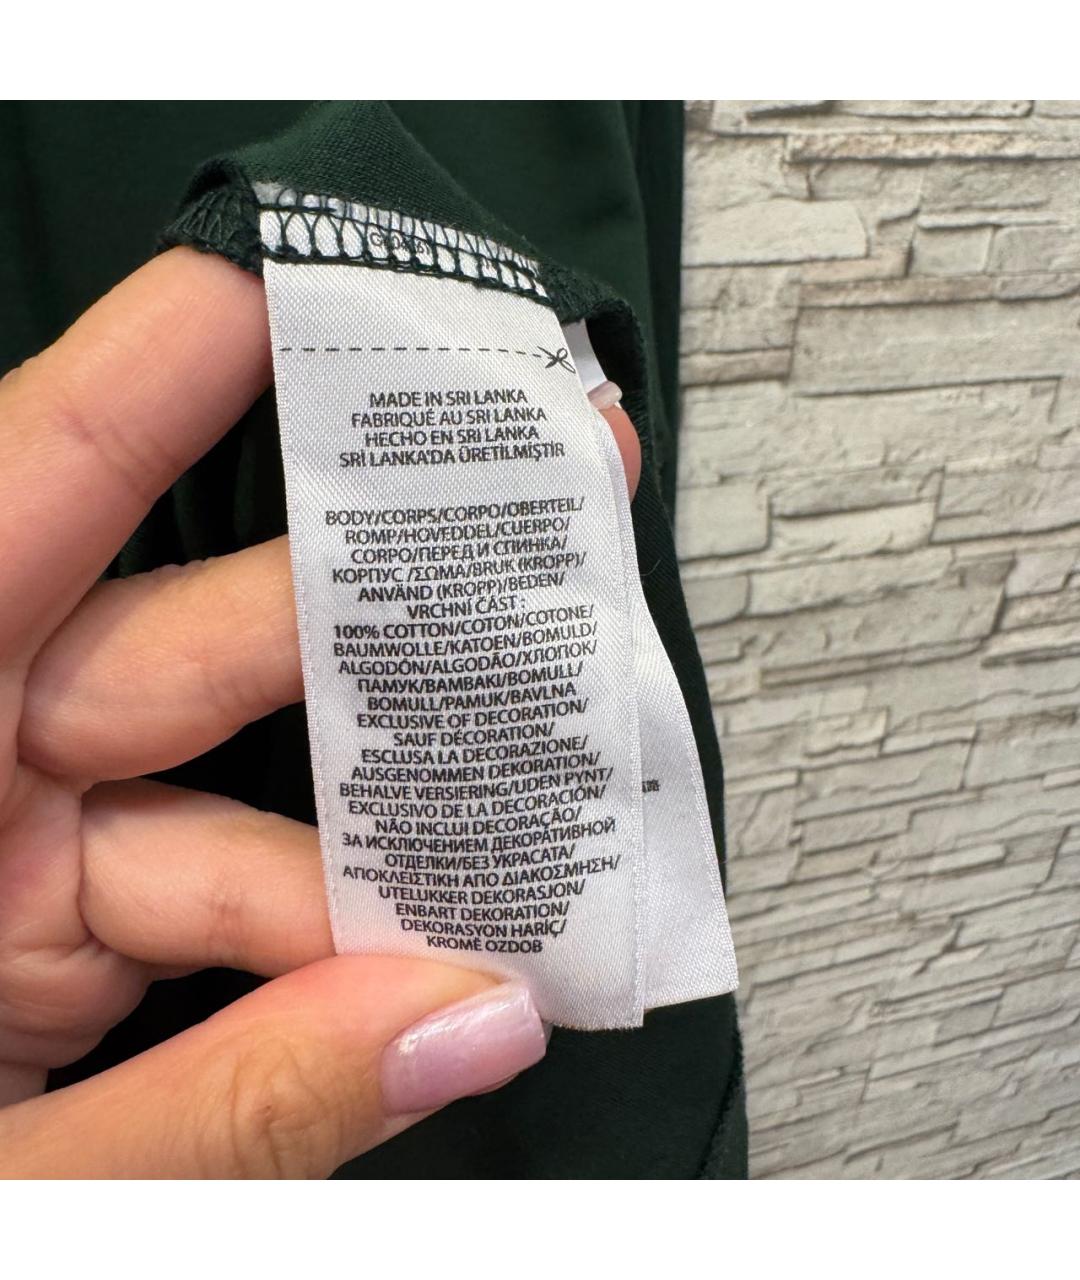 MADE IN SRI LANKA
FABRIQUÉ AU SRI LANKA
HECHO EN SRI LANKA
SRİ LANKA'DA ÜRETİLMİŞTİR
BODY/CORPS/CORPO/OBERTEIL/
ROMP/HOVEDDEL/CUERPO/
CORPO/ПЕРЕД И СПИНКА/
КОРПУС /ΣΩΜΑ/BRUK (KROPP)/
ANVÄND (KROPP)/BEDEN/
VRCHNÍ ČÁST :
100% COTTON/COTON/COTONE/
BAUMWOLLE/KATOEN/BOMULD/
ALGODÓN/ALGODÃO/ХЛОПОК/
ПАМУК/ΒΑΜΒΑΚΙ/BOMULL/
BOMULL/PAMUK/BAVLNA
EXCLUSIVE OF DECORATION/
SAUF DÉCORATION/
ESCLUSA LA DECORAZIONE/
AUSGENOMMEN DEKORATION/
BEHALVE VERSIERING/UDEN PYNT/
EXCLUSIVO DE LA DECORACIÓN/
NÃO INCLUI DECORAÇÃO/
ЗА ИСКЛЮЧЕНИЕМ ДЕКОРАТИВНОЙ
ОТДЕЛКИ/БЕЗ УКРАСАТА/
ΑΠΟΚΛΕΙΣΤΙΚΗ ΑΠΟ ΔΙΑΚΟΣΜΗΣΗ/
UTELUKKER DEKORASJON/
ENBART DEKORATION/
DEKORASYON HARİÇ/
KROMĚ OZDOB